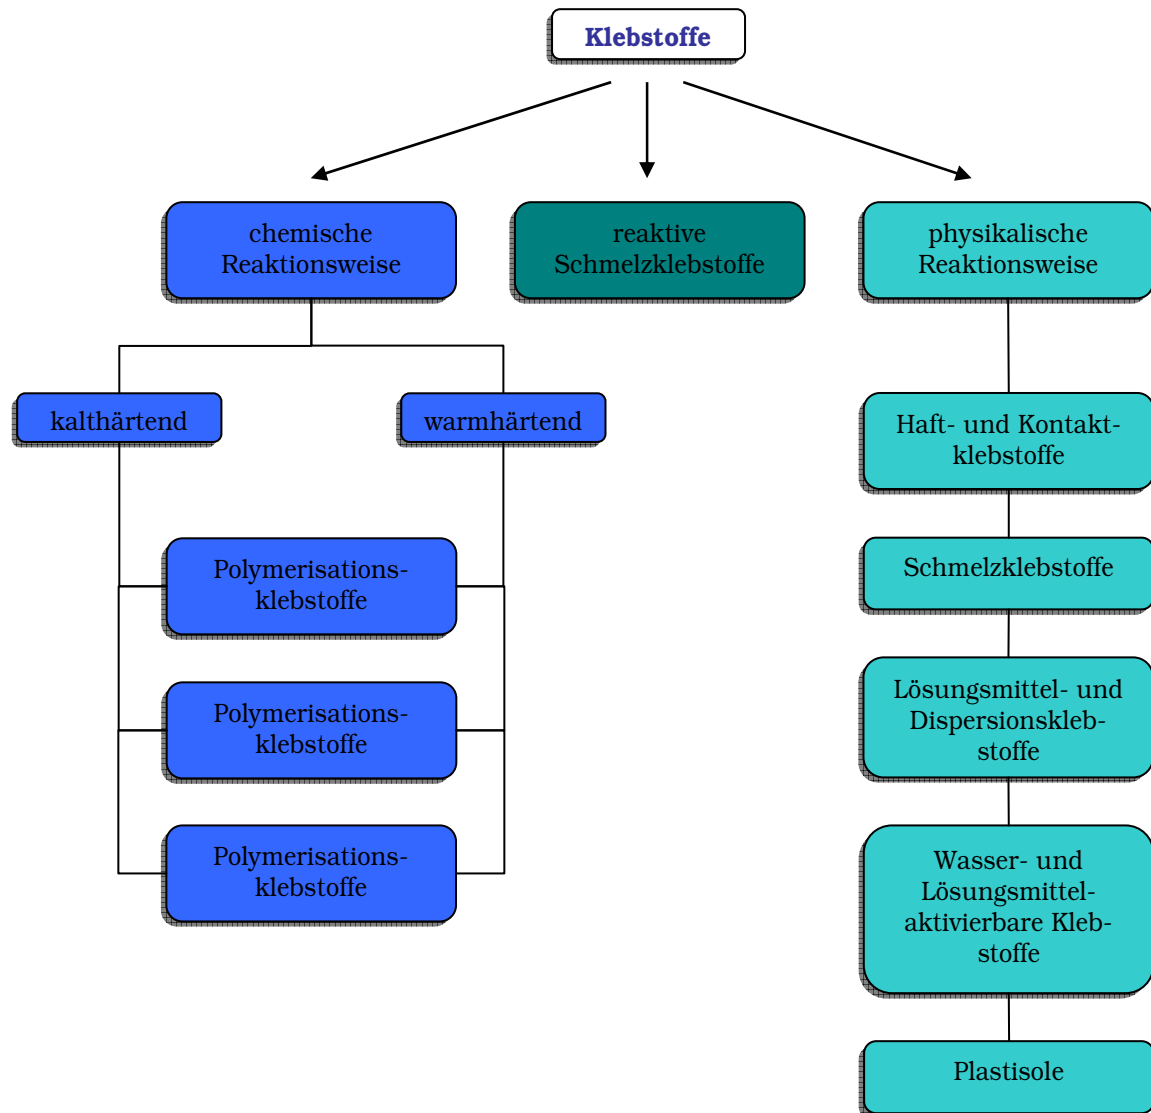 Klebstoffe
chemische
Reaktionsweise
reaktive
Schmelzklebstoffe
physikalische
Reaktionsweise
kalthärtend
warmhärtend
Haft- und Kontakt-
klebstoffe
Polymerisations-
klebstoffe
Schmelzklebstoffe
Polymerisations-
klebstoffe
Lösungsmittel- und
Dispersionskleb-
stoffe
Polymerisations-
klebstoffe
Wasser- und
Lösungsmittel-
aktivierbare Kleb-
stoffe
Plastisole